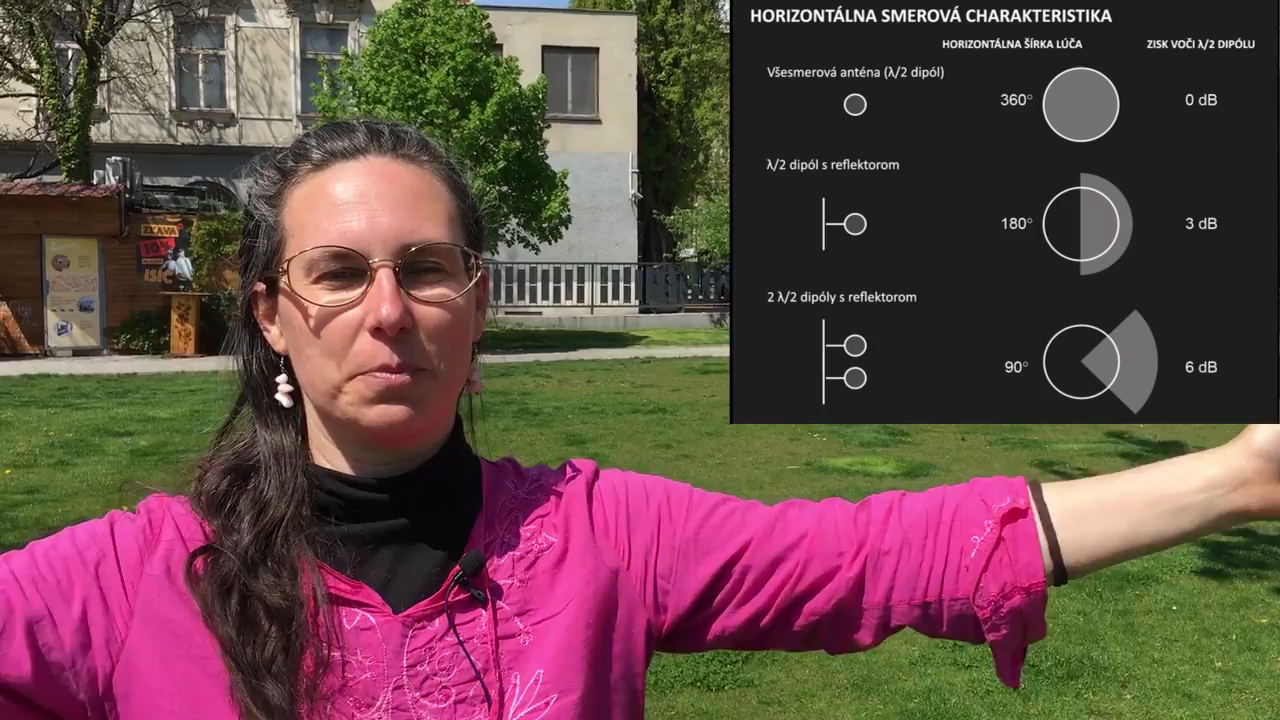 HORIZONTÁLNA SMEROVÁ CHARAKTERISTIKA
HORIZONTÁLNA ŠÍRKA LÚČA ZISK VOČI λ/2 DIPÓLU
Všesmerová anténa (λ/2 dipól)
360° 0 dB
λ/2 dipól s reflektorom
180° 3 dB
2 λ/2 dipóly s reflektorom
90° 6 dB
ZĽAVA
10%
ISIC